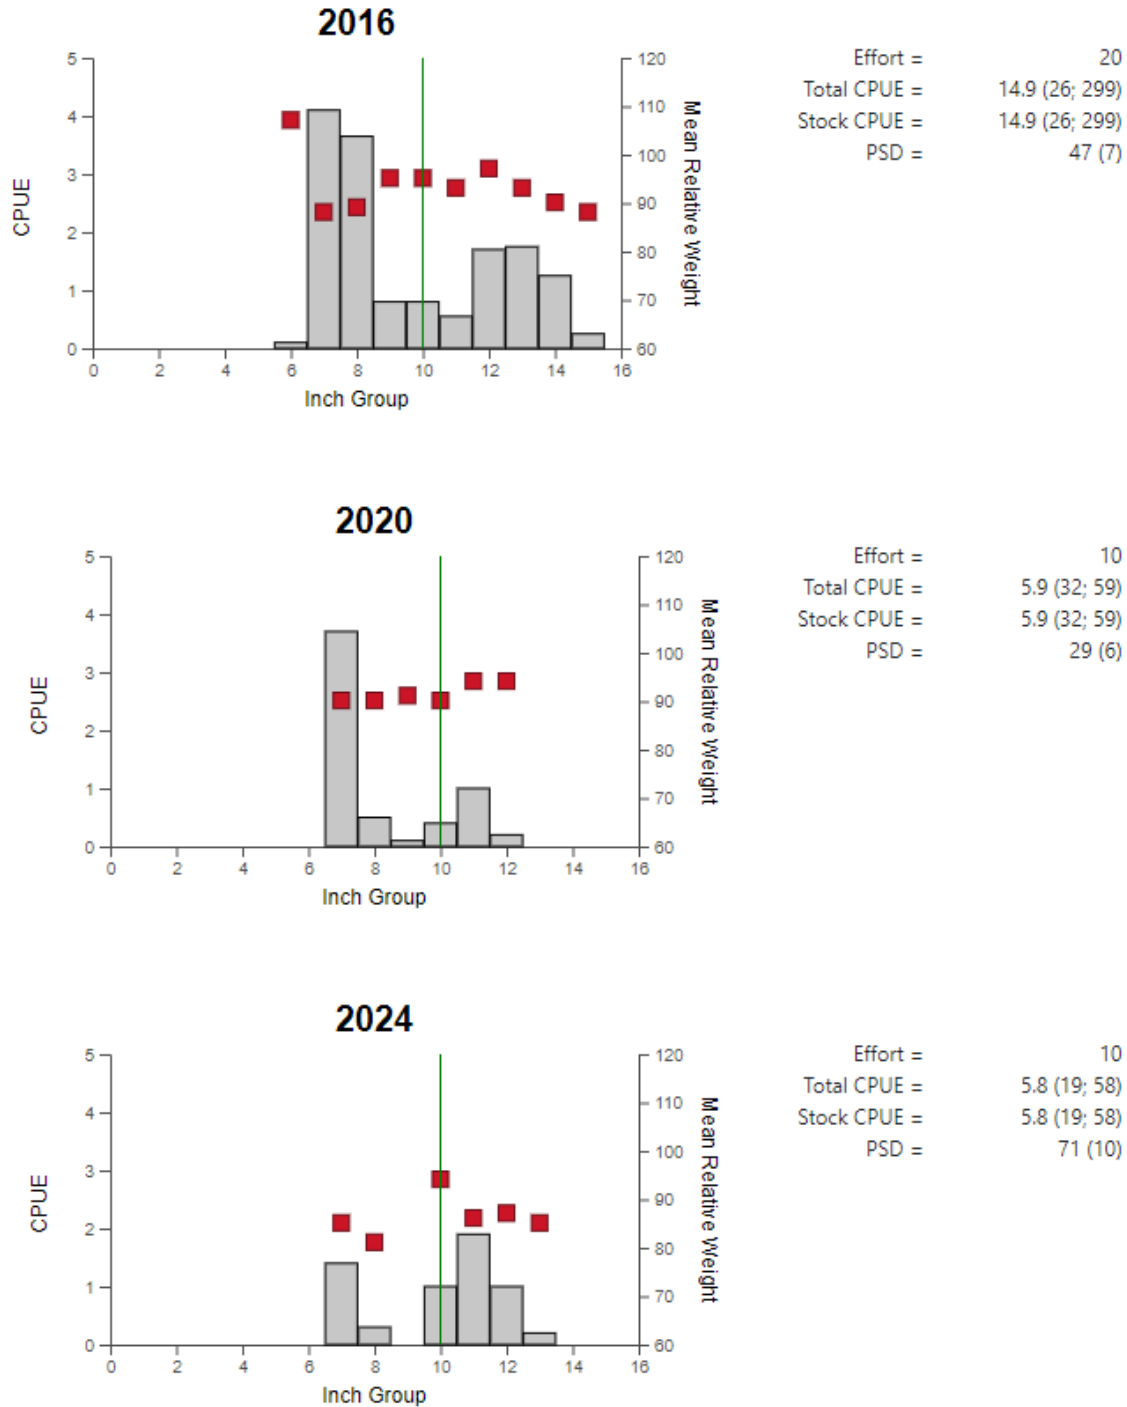 2016
Effort = 20
Total CPUE = 14.9 (26; 299)
Stock CPUE = 14.9 (26; 299)
PSD = 47 (7)
CPUE
5
4
3
2
1
0
0 2 4 6 8 10 12 14 16
Inch Group
120
110
100
90
80
70
60
Mean Relative Weight
2020
Effort = 10
Total CPUE = 5.9 (32; 59)
Stock CPUE = 5.9 (32; 59)
PSD = 29 (6)
CPUE
5
4
3
2
1
0
0 2 4 6 8 10 12 14 16
Inch Group
120
110
100
90
80
70
60
Mean Relative Weight
2024
Effort = 10
Total CPUE = 5.8 (19; 58)
Stock CPUE = 5.8 (19; 58)
PSD = 71 (10)
CPUE
5
4
3
2
1
0
0 2 4 6 8 10 12 14 16
Inch Group
120
110
100
90
80
70
60
Mean Relative Weight